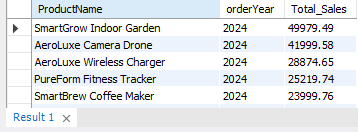 ProductName orderYear Total_Sales
SmartGrow Indoor Garden 2024 49979.49
AeroLuxe Camera Drone 2024 41999.58
AeroLuxe Wireless Charger 2024 28874.65
PureForm Fitness Tracker 2024 25219.74
SmartBrew Coffee Maker 2024 23999.76
Result 1